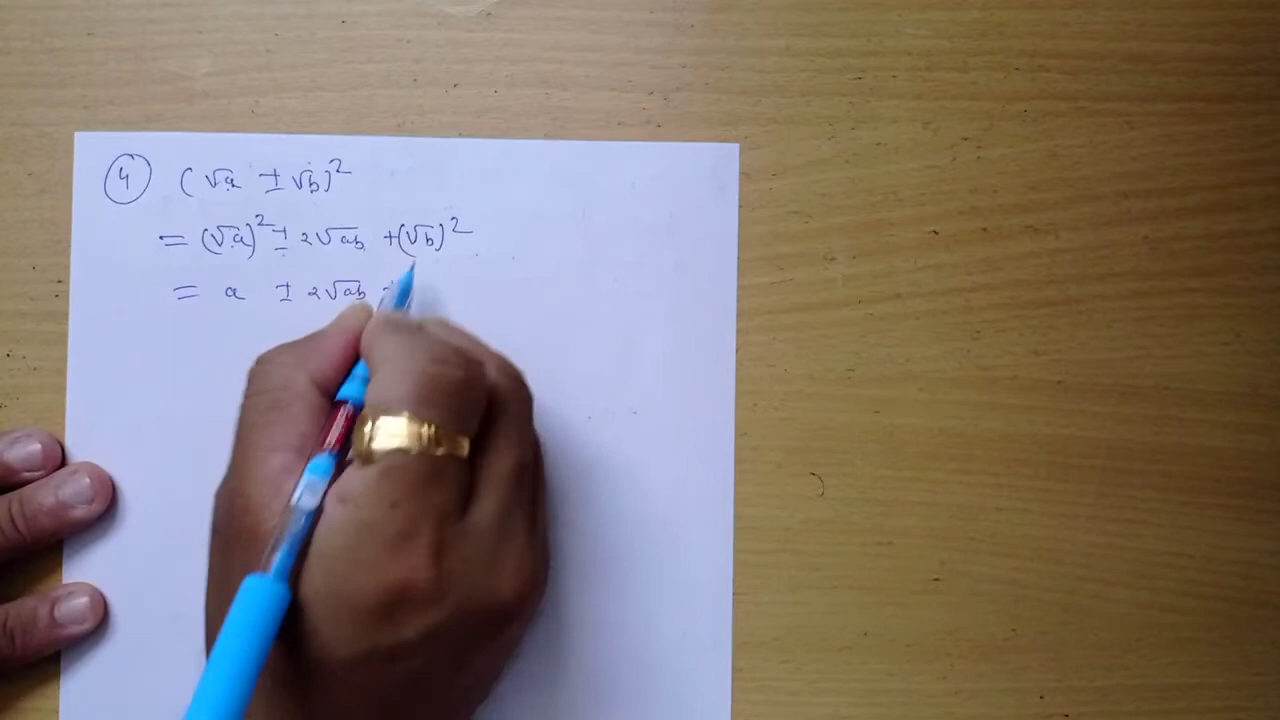 ④ (√a ± √b)²
= (√a)² ± 2√ab + (√b)²
= a ± 2√ab +